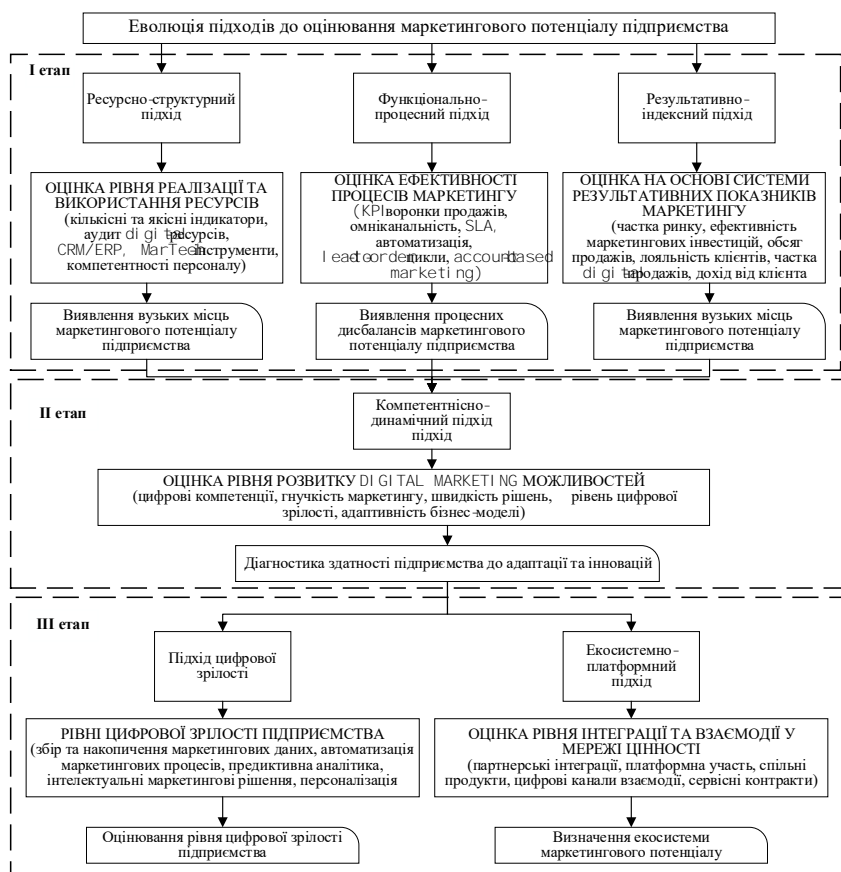 Еволюція підходів до оцінювання маркетингового потенціалу підприємства
І етап
Ресурсно-структурний
підхід
Функціонально-
процесний підхід
Результативно-
індексний підхід
ОЦІНКА РІВНЯ РЕАЛІЗАЦІЇ ТА
ВИКОРИСТАННЯ РЕСУРСІВ
(кількісні та якісні індикатори,
аудит digital-ресурсів,
CRM/ERP, MarTech-інструменти,
компетентності персоналу)
ОЦІНКА ЕФЕКТИВНОСТІ
ПРОЦЕСІВ МАРКЕТИНГУ
(KPI воронки продажів,
омніканальність, SLA,
автоматизація,
lead-to-order цикли, account-based
marketing)
ОЦІНКА НА ОСНОВІ СИСТЕМИ
РЕЗУЛЬТАТИВНИХ ПОКАЗНИКІВ
МАРКЕТИНГУ
(частка ринку, ефективність
маркетингових інвестицій, обсяг
продажів, лояльність клієнтів, частка
digital-продажів, дохід від клієнта
Виявлення вузьких місць
маркетингового потенціалу
підприємства
Виявлення процесних
дисбалансів маркетингового
потенціалу підприємства
Виявлення вузьких місць
маркетингового потенціалу
підприємства
ІІ етап
Компетентнісно-
динамічний підхід
підхід
ОЦІНКА РІВНЯ РОЗВИТКУ DIGITAL MARKETING МОЖЛИВОСТЕЙ
(цифрові компетенції, гнучкість маркетингу, швидкість рішень, рівень цифрової
зрілості, адаптивність бізнес-моделі)
Діагностика здатності підприємства до адаптації та інновацій
ІІІ етап
Підхід цифрової
зрілості
Екосистемно-
платформний
підхід
РІВНІ ЦИФРОВОЇ ЗРІЛОСТІ ПІДПРИЄМСТВА
(збір та накопичення маркетингових даних, автоматизація
маркетингових процесів, предиктивна аналітика,
інтелектуальні маркетингові рішення, персоналізація
ОЦІНКА РІВНЯ ІНТЕГРАЦІЇ ТА ВЗАЄМОДІЇ У
МЕРЕЖІ ЦІННОСТІ
(партнерські інтеграції, платформна участь, спільні
продукти, цифрові канали взаємодії, сервісні контракти)
Оцінювання рівня цифрової зрілості
підприємства
Визначення екосистеми
маркетингового потенціалу